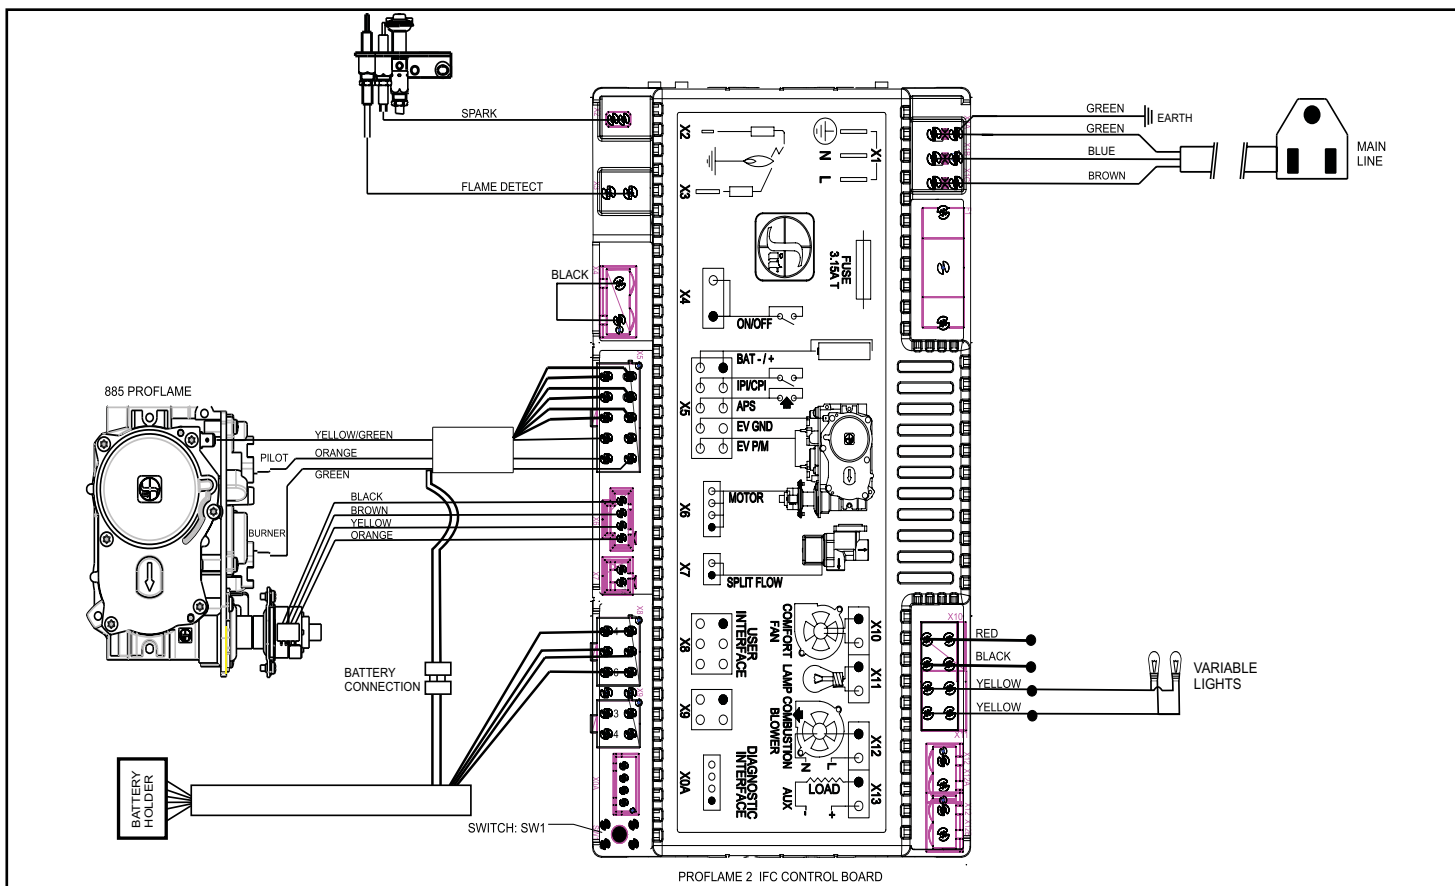 SPARK
FLAME DETECT
BLACK
885 PROFLAME
YELLOW/GREEN
PILOT
ORANGE
GREEN
BLACK
BROWN
YELLOW
ORANGE
BURNER
BATTERY
CONNECTION
BATTERY
HOLDER
SWITCH: SW1
X2
X3
X1
N
L
FUSE
3.15A T
X4
ON/OFF
BAT - / +
IPI/CPI
X5
APS
EV GND
EV P/M
X6
MOTOR
X7
SPLIT FLOW
X8
USER
INTERFACE
X9
X0A
DIAGNOSTIC
INTERFACE
COMFORT
FAN
X10
LAMP
X11
COMBUSTION
BLOWER
X12
N
L
AUX
LOAD
X13
-
+
GREEN
EARTH
GREEN
BLUE
BROWN
MAIN
LINE
X10
RED
BLACK
YELLOW
YELLOW
VARIABLE
LIGHTS
X5
X8
PROFLAME 2 IFC CONTROL BOARD